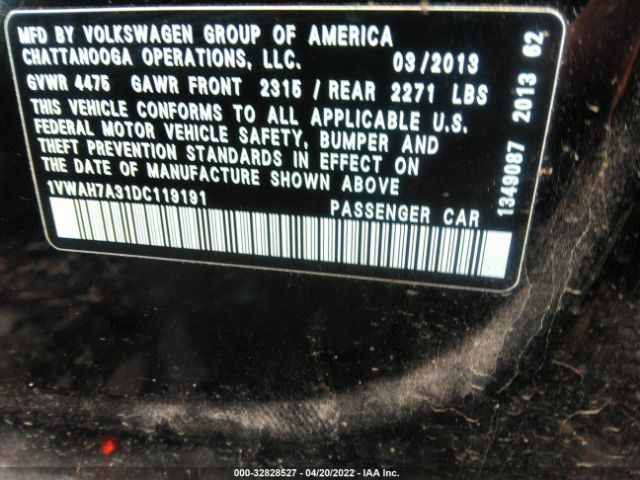 MFD BY VOLKSWAGEN GROUP OF AMERICA
CHATTANOOGA OPERATIONS, LLC. 03/2013
GVWR 4475 GAWR FRONT 2315 / REAR 2271 LBS
THIS VEHICLE CONFORMS TO ALL APPLICABLE U.S.
FEDERAL MOTOR VEHICLE SAFETY, BUMPER AND
THEFT PREVENTION STANDARDS IN EFFECT ON
THE DATE OF MANUFACTURE SHOWN ABOVE
1VWAH7A31DC119191 PASSENGER CAR
1349087 2013 62
000-32828527 - 04/20/2022 - IAA Inc.